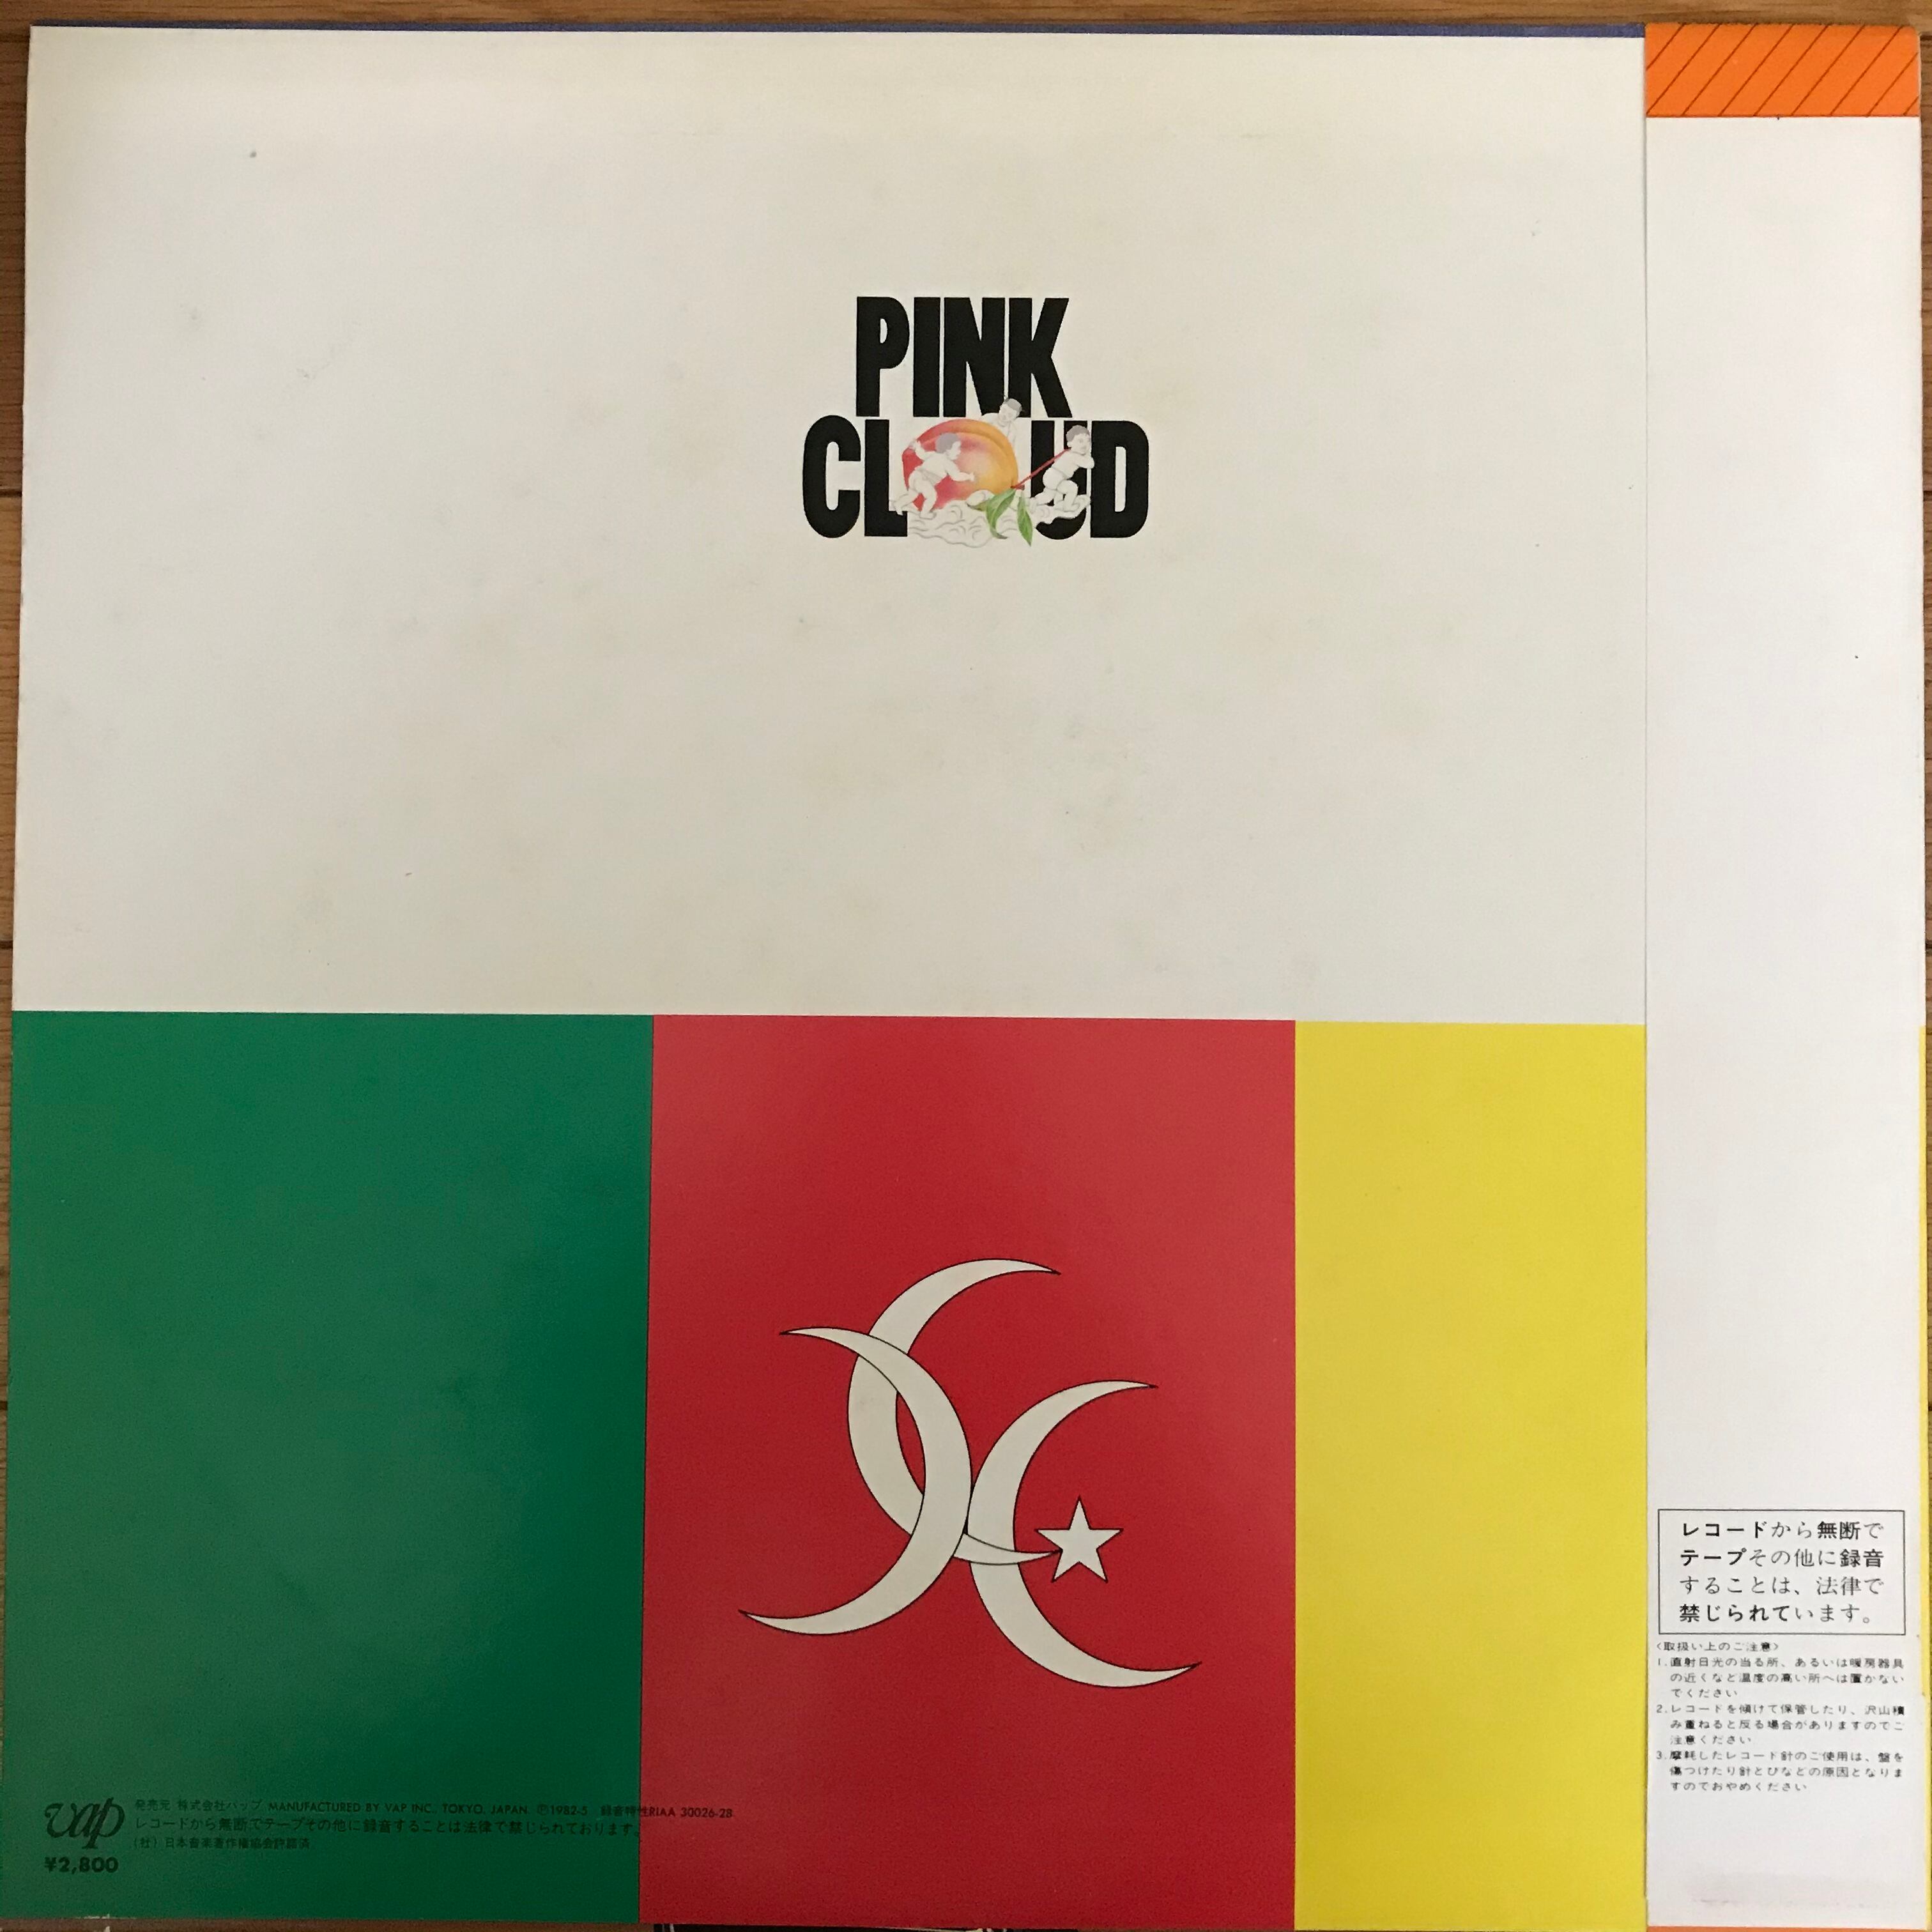 PINK
CLOUD
レコードから無断で
テープその他に録音
することは、法律で
禁じられています。
〈取扱い上のご注意〉
1.直射日光の当る所、あるいは暖房器具
の近くなど温度の高い所へは置かない
でください
2.レコードを傾けて保管したり、沢山積
み重ねると反る場合がありますのでご
注意ください
3.摩耗したレコード針のご使用は、盤を
傷つけたり針とびなどの原因となりま
すのでおやめください
vap
発売元 株式会社バップ MANUFACTURED BY VAP INC. TOKYO, JAPAN. Ⓟ1982·5 録音特性RIAA 30026-28
レコードから無断でテープその他に録音することは法律で禁じられております。
(社)日本音楽著作権協会許諾済
¥2,800